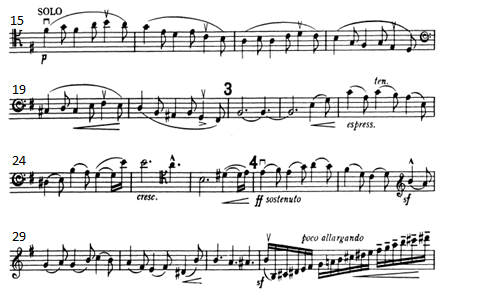 15 SOLO
p
19 3
espress. ten.
24 4
cresc. ff sostenuto sf
29 poco allargando
sf